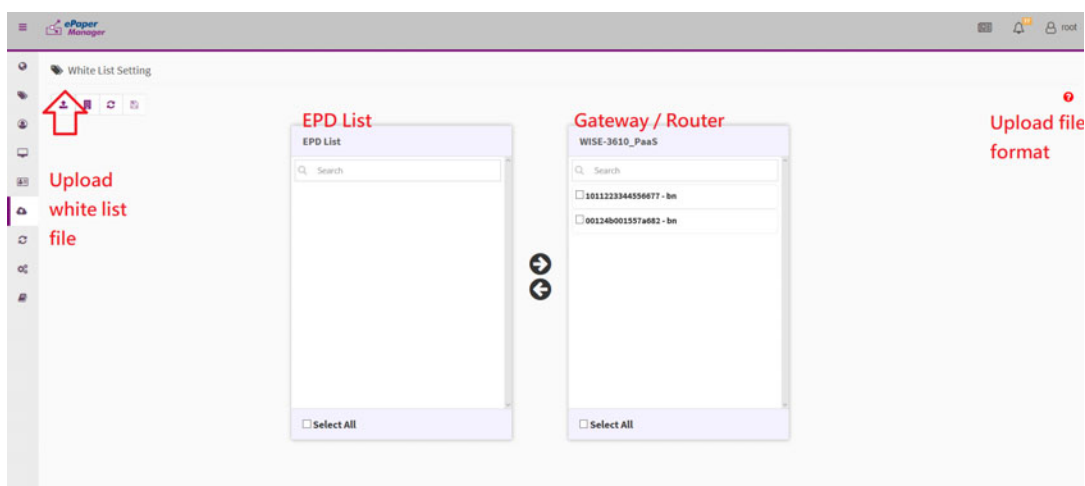 ePaper
Manager
root
White List Setting
EPD List
Gateway / Router
Upload file
format
EPD List
WISE-3610_PaaS
Search
Search
Upload
white list
file
1011223344556677 - bn
00124b001557a682 - bn
Select All
Select All